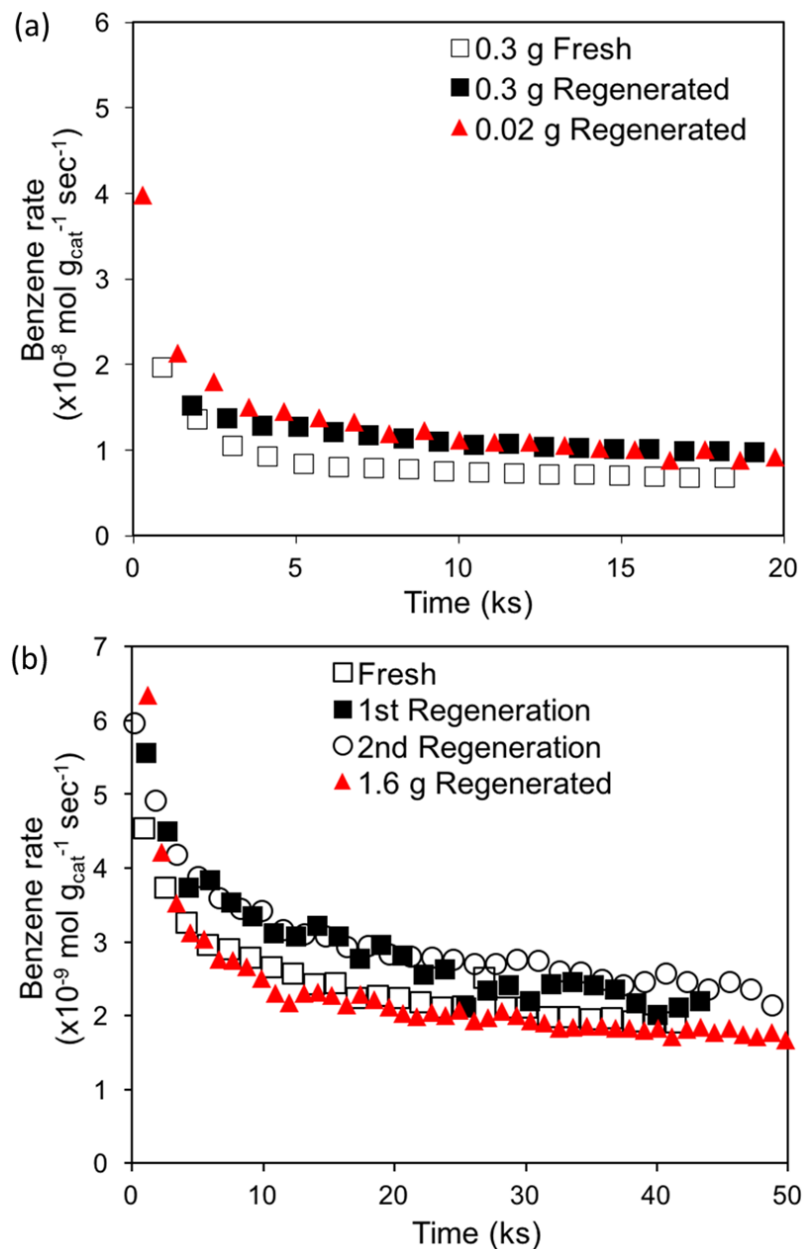 (a)
6
5
4
3
2
1
0
Benzene rate
(x10⁻⁸ mol g_cat⁻¹ sec⁻¹)
0.3 g Fresh
0.3 g Regenerated
0.02 g Regenerated
0 5 10 15 20
Time (ks)
(b)
7
6
5
4
3
2
1
0
Benzene rate
(x10⁻⁹ mol g_cat⁻¹ sec⁻¹)
Fresh
1st Regeneration
2nd Regeneration
1.6 g Regenerated
0 10 20 30 40 50
Time (ks)